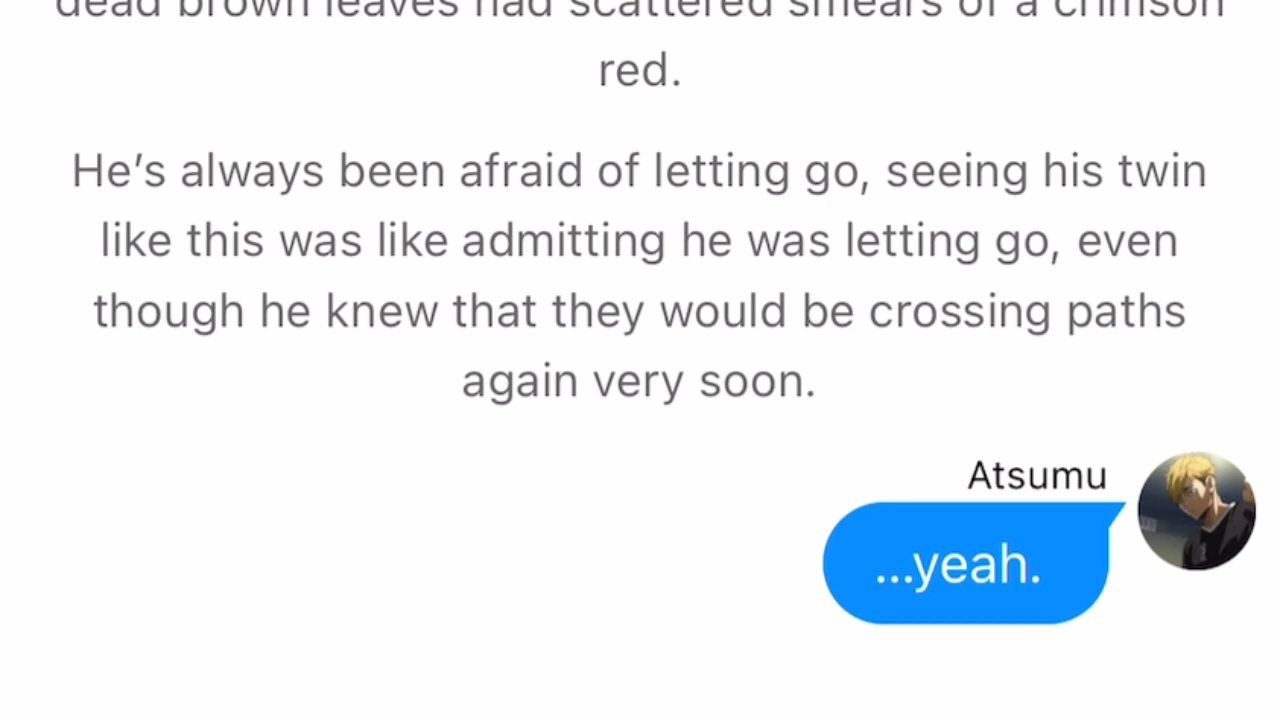 dead brown leaves had scattered smears of a crimson
red.
He’s always been afraid of letting go, seeing his twin
like this was like admitting he was letting go, even
though he knew that they would be crossing paths
again very soon.
Atsumu
...yeah.